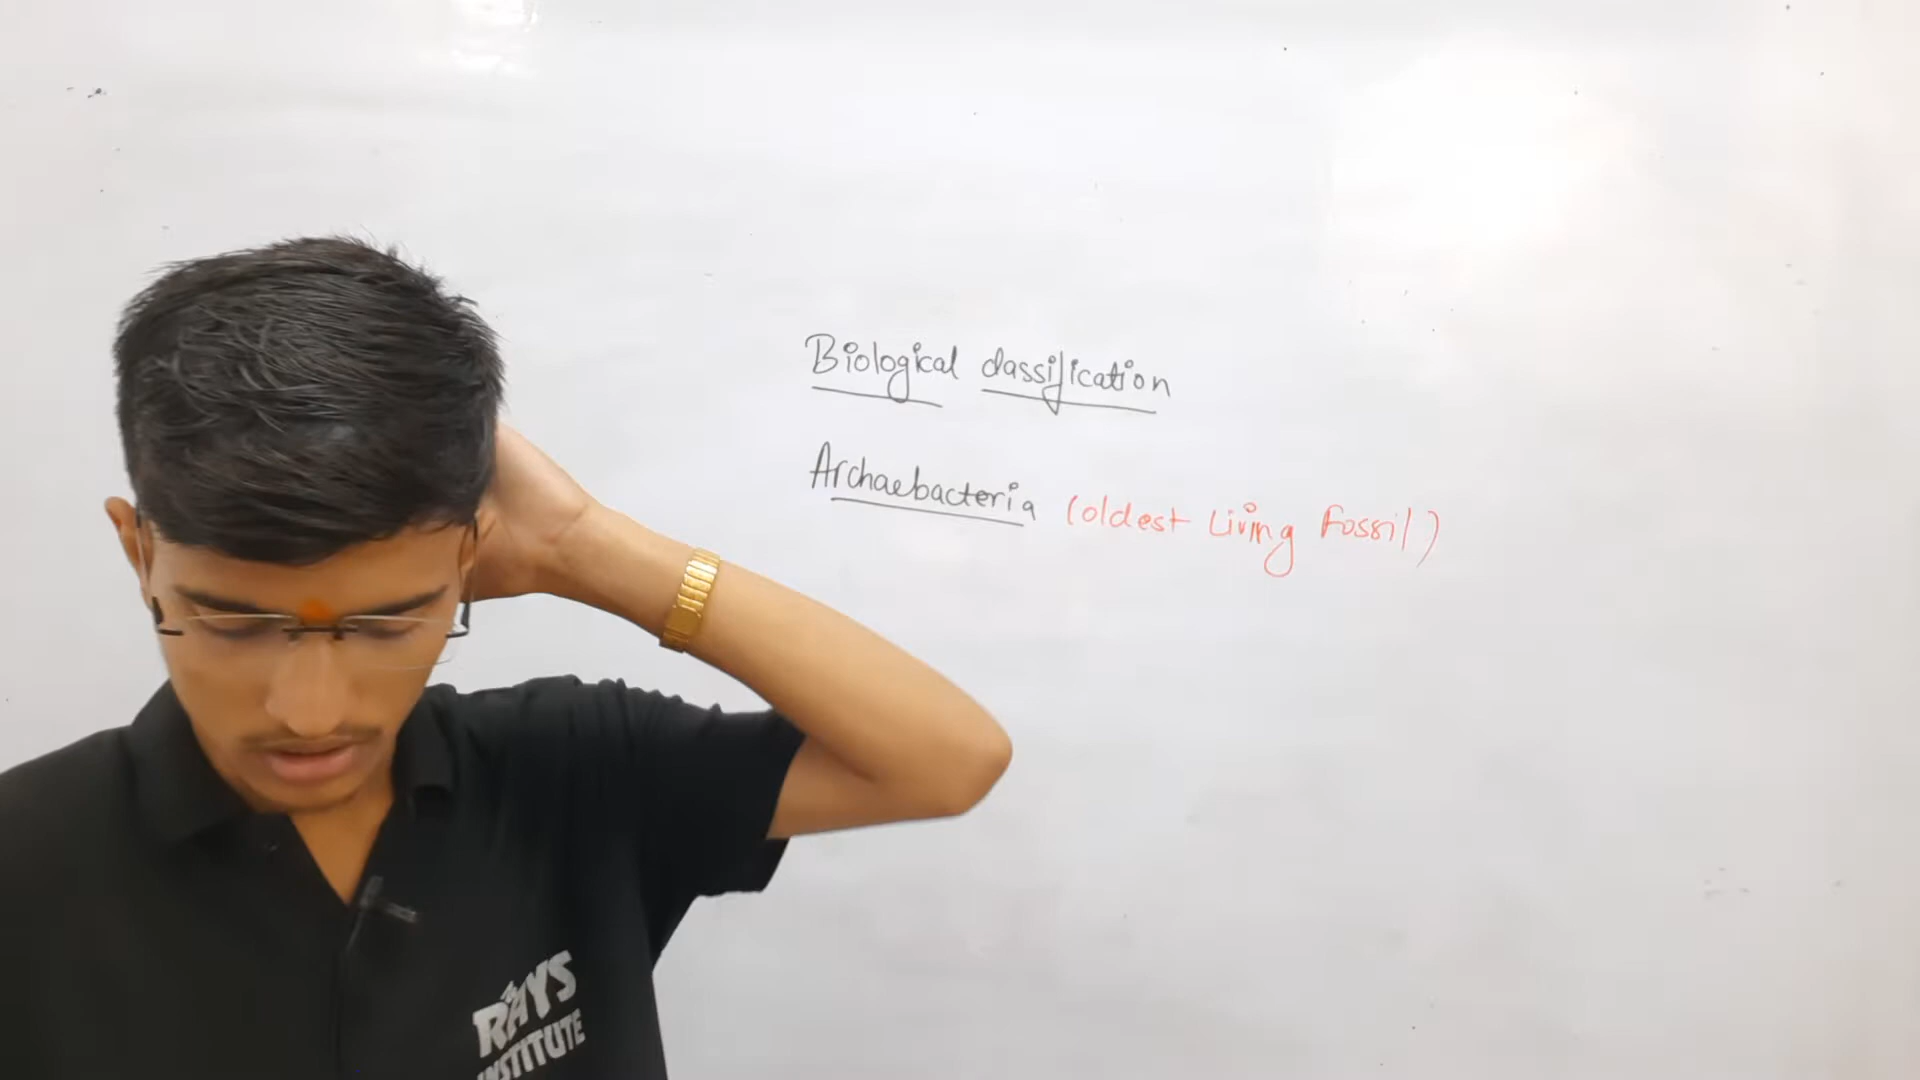 Biological classification
Archaebacteria (oldest Living Fossil)
RAYS
INSTITUTE